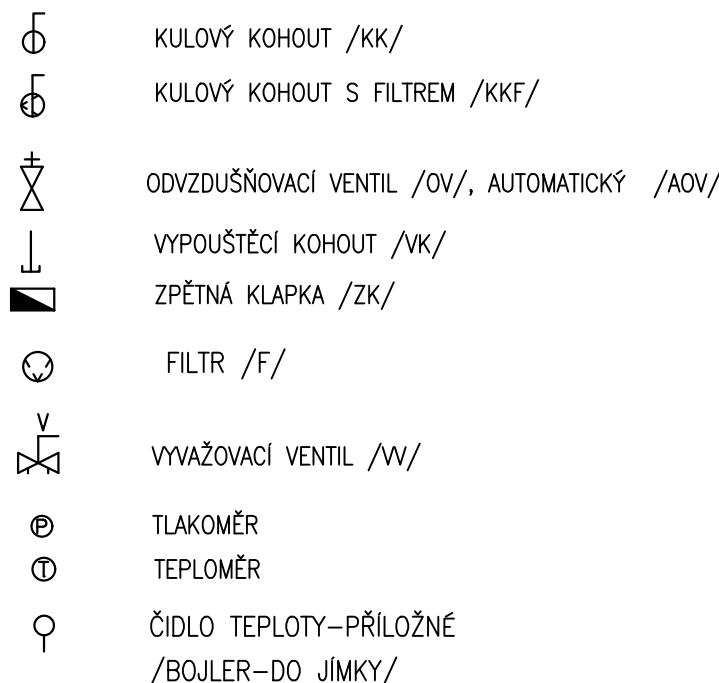 KULOVÝ KOHOUT /KK/
KULOVÝ KOHOUT S FILTREM /KKF/
ODVZDUŠŇOVACÍ VENTIL /OV/, AUTOMATICKÝ /AOV/
VYPOUŠTĚCÍ KOHOUT /VK/
ZPĚTNÁ KLAPKA /ZK/
FILTR /F/
V
VYVAŽOVACÍ VENTIL /VV/
P TLAKOMĚR
T TEPLOMĚR
ČIDLO TEPLOTY–PŘÍLOŽNÉ
/BOJLER–DO JÍMKY/